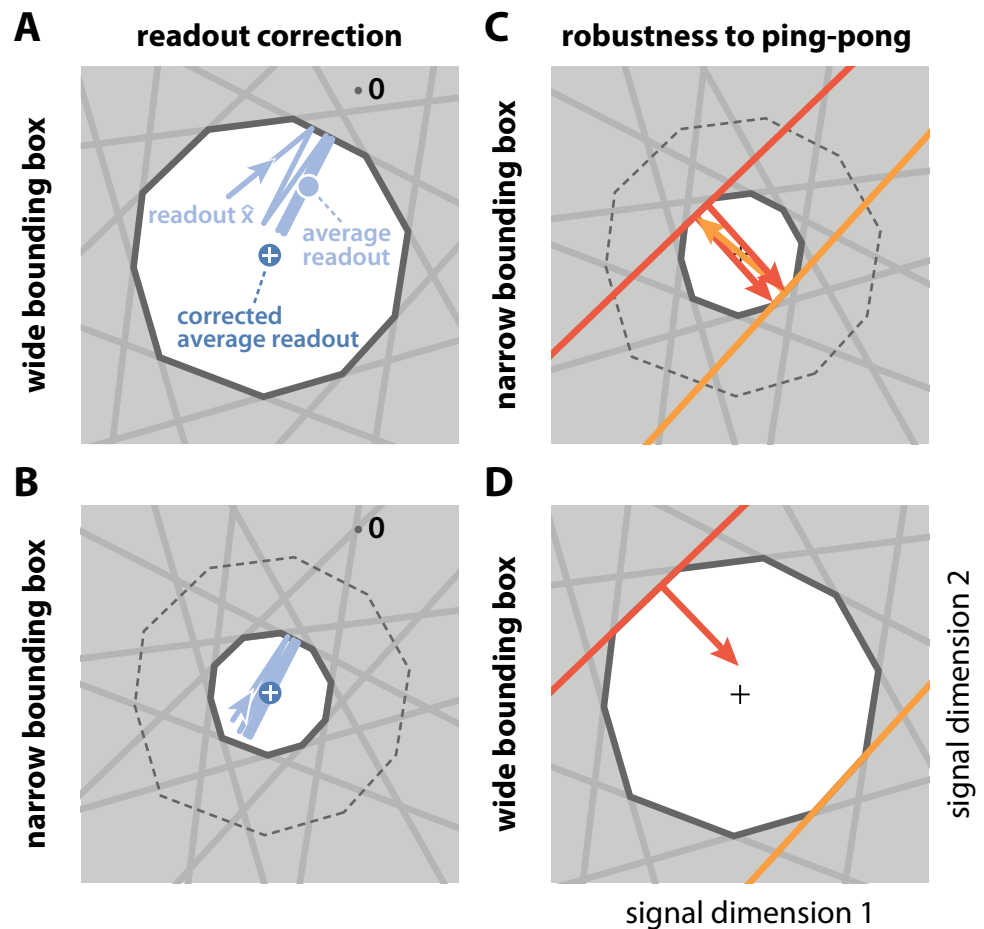 A
readout correction
wide bounding box
0
readout x̂
average
readout
corrected
average readout
B
narrow bounding box
0
C
robustness to ping-pong
narrow bounding box
D
wide bounding box
signal dimension 2
signal dimension 1